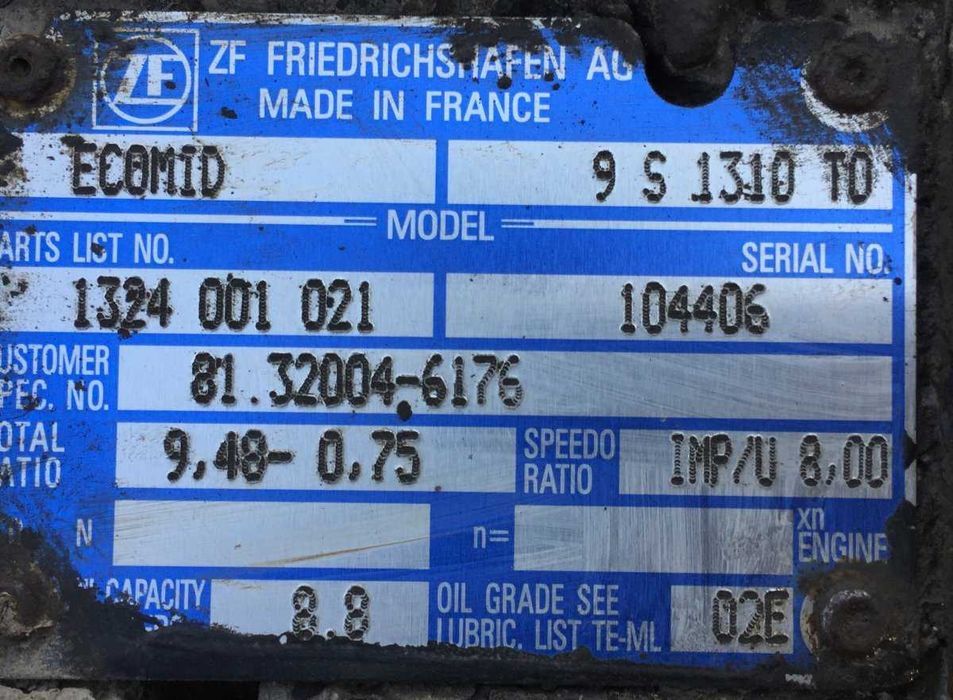 ZF ZF FRIEDRICHSHAFEN AG
MADE IN FRANCE
ECOMID 9 S 1310 TO
MODEL
ARTS LIST NO. SERIAL NO.
1324 001 021 104406
USTOMER
PEC. NO. 81.32004-6176
OTAL
ATIO 9,48- 0,75 SPEEDO
RATIO IMP/U 8,00
N n= xn
ENGINE
CAPACITY 8.8 OIL GRADE SEE
LUBRIC. LIST TE-ML 02E